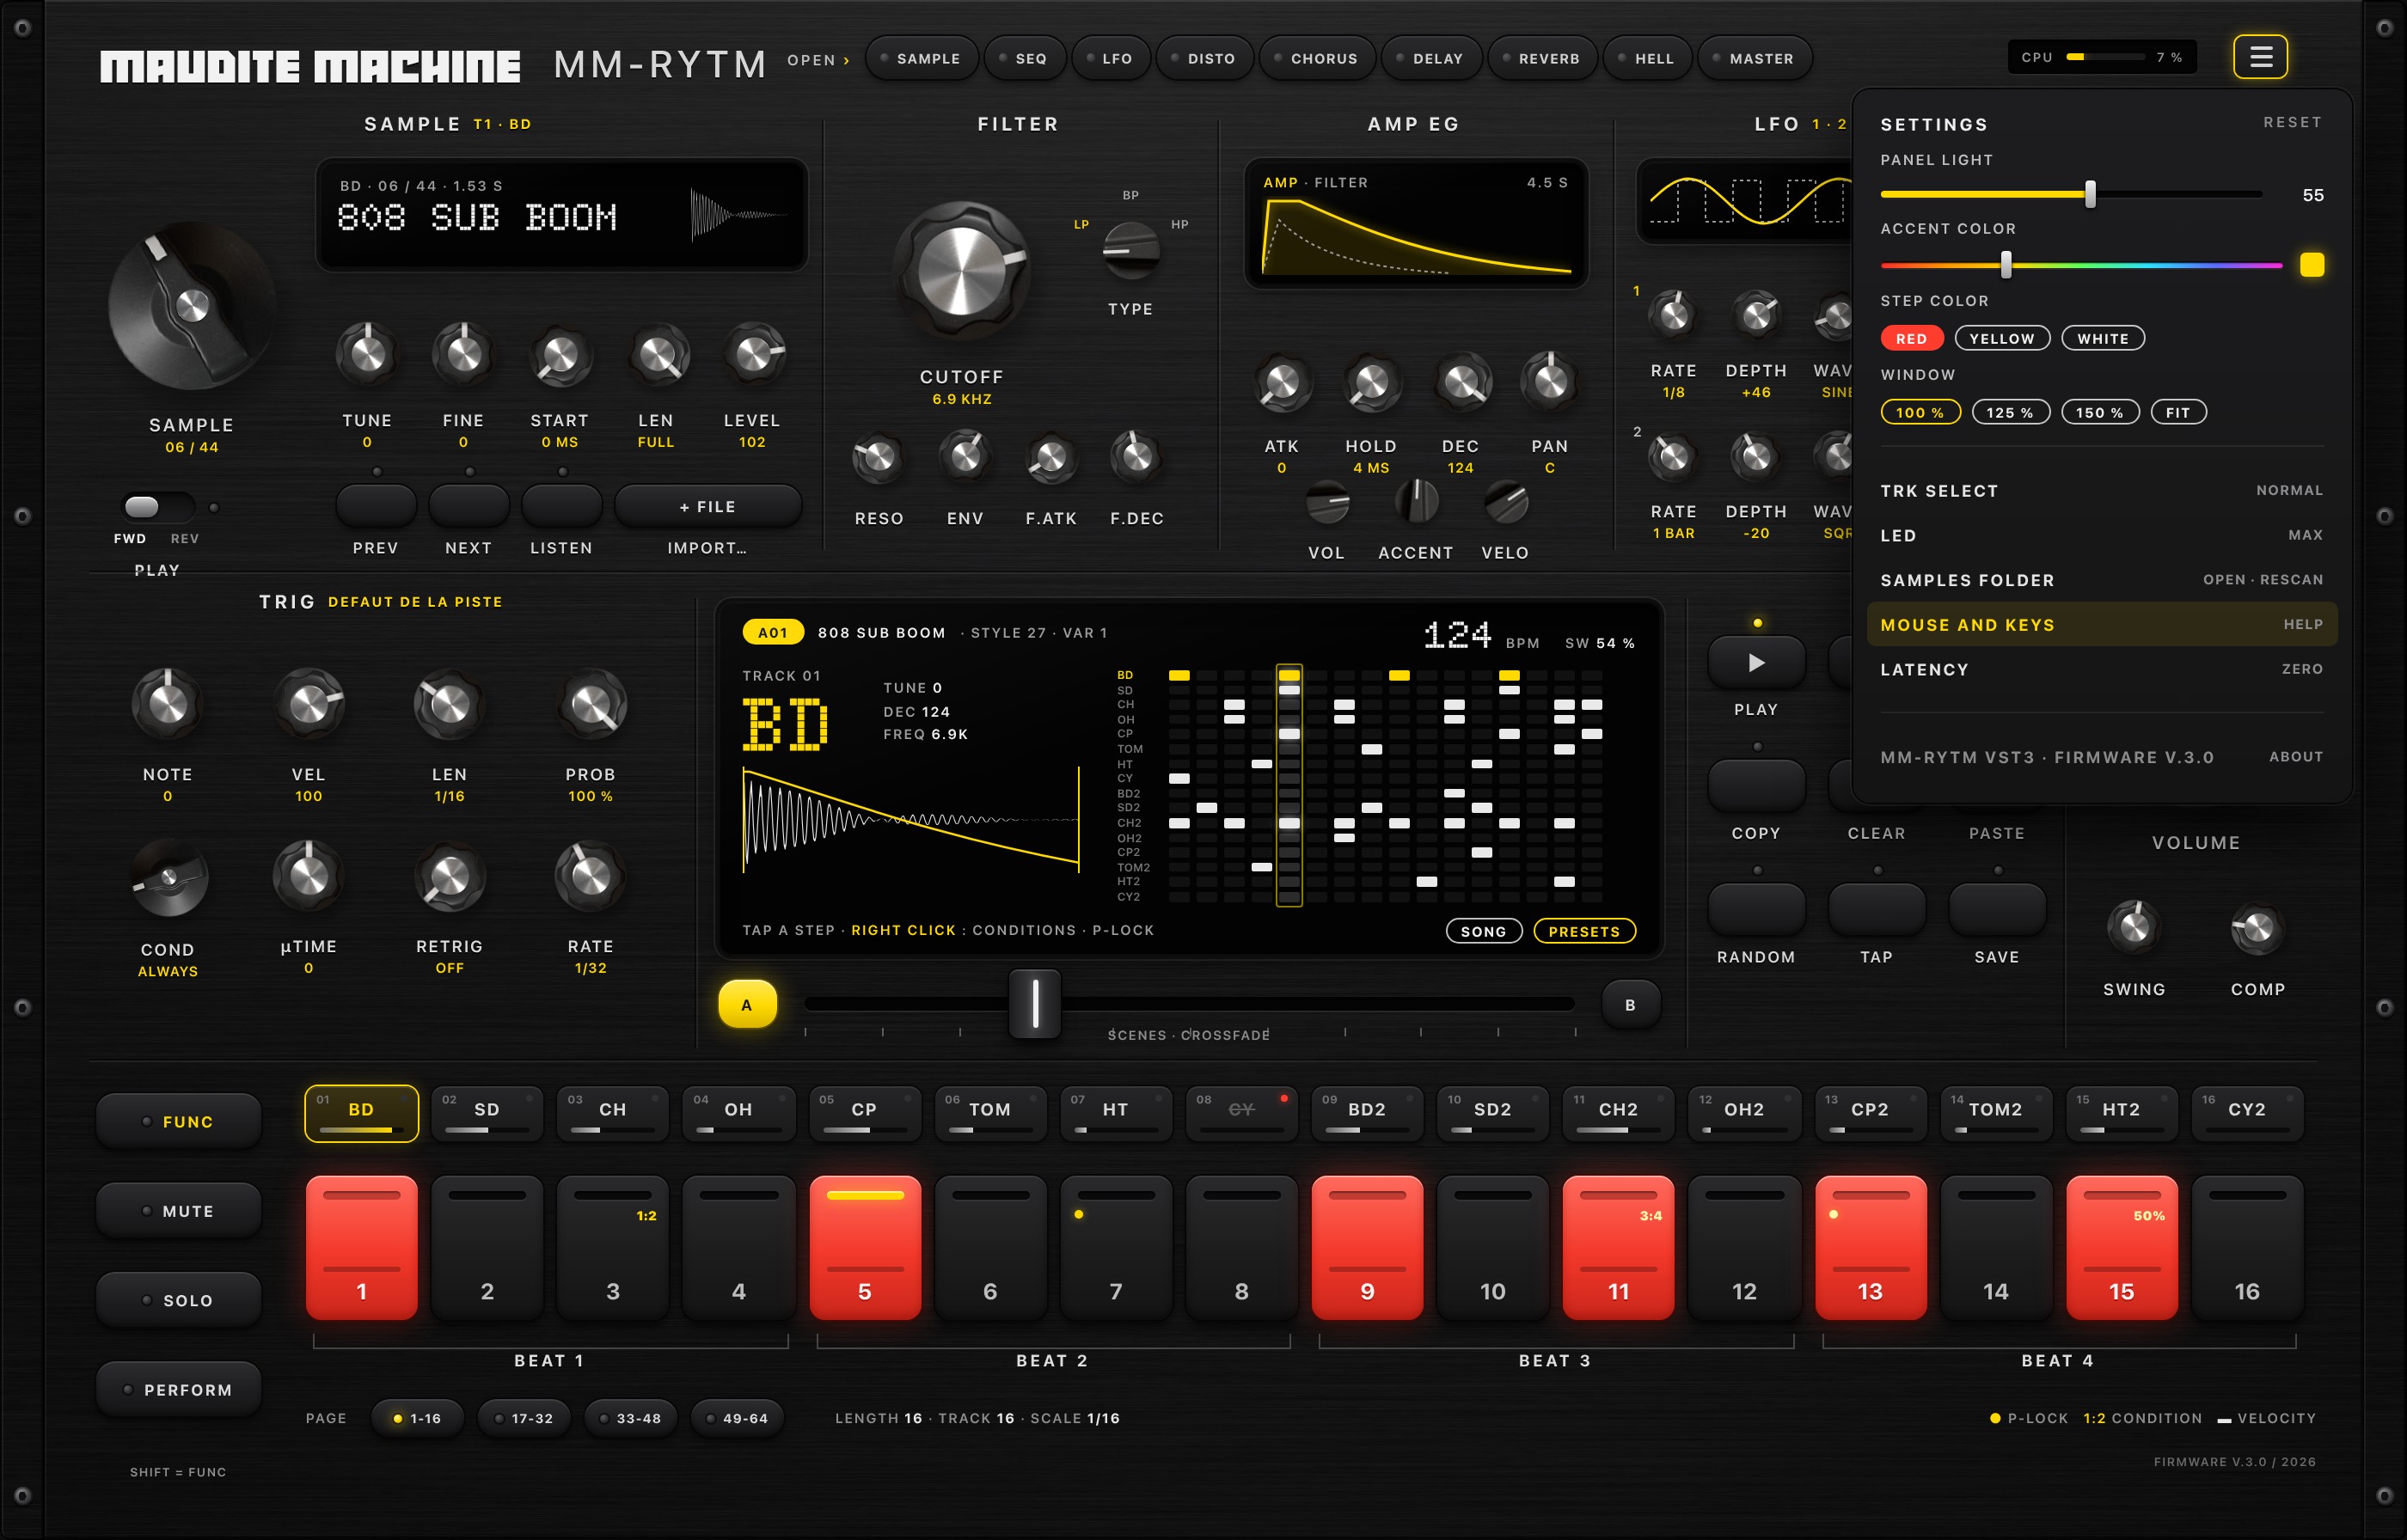 MAUDITE MACHINE MM-RYTM OPEN › SAMPLE SEQ LFO DISTO CHORUS DELAY REVERB HELL MASTER CPU 7 %
SAMPLE T1 · BD
BD · 06 / 44 · 1.53 S
808 SUB BOOM
SAMPLE
06 / 44
TUNE FINE START LEN LEVEL
0 0 0 MS FULL 102
FWD REV
PLAY
+ FILE
PREV NEXT LISTEN IMPORT…
FILTER
BP
LP HP
TYPE
CUTOFF
6.9 KHZ
RESO ENV F.ATK F.DEC
AMP EG
AMP · FILTER 4.5 S
ATK HOLD DEC PAN
0 4 MS 124 C
VOL ACCENT VELO
LFO 1 · 2
1
RATE DEPTH WAV
1/8 +46 SINE
2
RATE DEPTH WAV
1 BAR -20 SQR
SETTINGS RESET
PANEL LIGHT
55
ACCENT COLOR
STEP COLOR
RED YELLOW WHITE
WINDOW
100 % 125 % 150 % FIT
TRK SELECT NORMAL
LED MAX
SAMPLES FOLDER OPEN · RESCAN
MOUSE AND KEYS HELP
LATENCY ZERO
MM-RYTM VST3 · FIRMWARE V.3.0 ABOUT
TRIG DEFAUT DE LA PISTE
NOTE VEL LEN PROB
0 100 1/16 100 %
COND µTIME RETRIG RATE
ALWAYS 0 OFF 1/32
A01 808 SUB BOOM · STYLE 27 · VAR 1 124 BPM SW 54 %
TRACK 01
BD
TUNE 0
DEC 124
FREQ 6.9K
BD
SD
CH
OH
CP
TOM
HT
CY
BD2
SD2
CH2
OH2
CP2
TOM2
HT2
CY2
TAP A STEP · RIGHT CLICK : CONDITIONS · P-LOCK SONG PRESETS
A B
SCENES · CROSSFADE
PLAY
COPY CLEAR PASTE
RANDOM TAP SAVE
VOLUME
SWING COMP
FUNC
MUTE
SOLO
PERFORM
01 BD 02 SD 03 CH 04 OH 05 CP 06 TOM 07 HT 08 CY 09 BD2 10 SD2 11 CH2 12 OH2 13 CP2 14 TOM2 15 HT2 16 CY2
1:2 3:4 50%
1 2 3 4 5 6 7 8 9 10 11 12 13 14 15 16
BEAT 1 BEAT 2 BEAT 3 BEAT 4
PAGE 1-16 17-32 33-48 49-64 LENGTH 16 · TRACK 16 · SCALE 1/16 P-LOCK 1:2 CONDITION VELOCITY
SHIFT = FUNC FIRMWARE V.3.0 / 2026